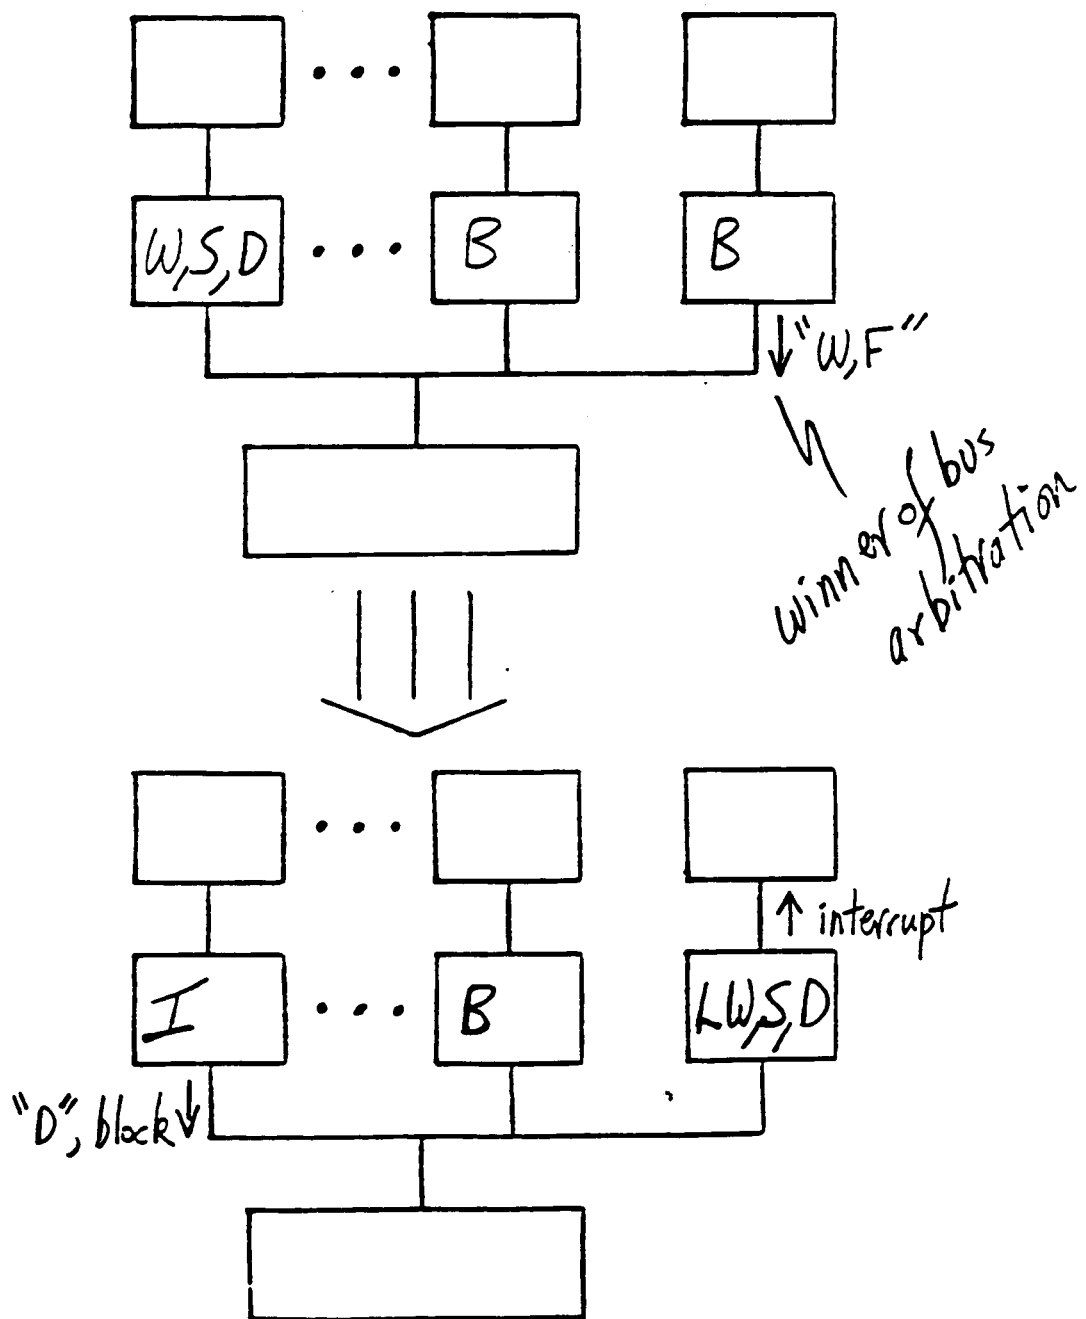 W,S,D
B
B
"W,F"
winner of bus
arbitration
interrupt
I
B
LW,S,D
"D", block